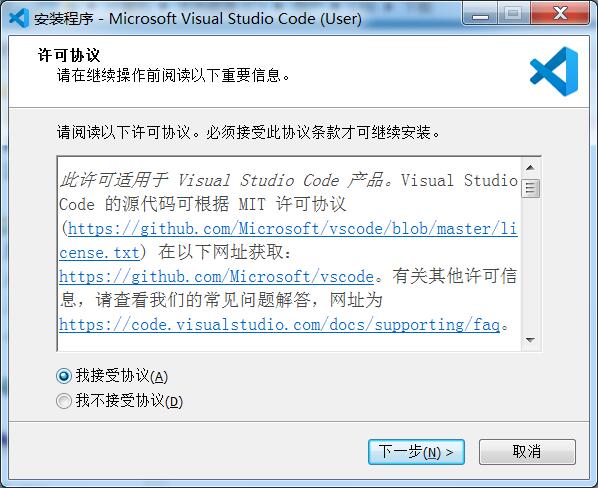 安装程序 - Microsoft Visual Studio Code (User)
许可协议
请在继续操作前阅读以下重要信息。
请阅读以下许可协议。必须接受此协议条款才可继续安装。
此许可适用于 Visual Studio Code 产品。Visual Studio
Code 的源代码可根据 MIT 许可协议
(https://github.com/Microsoft/vscode/blob/master/li
cense.txt) 在以下网址获取：
https://github.com/Microsoft/vscode。有关其他许可信
息，请查看我们的常见问题解答，网址为
https://code.visualstudio.com/docs/supporting/faq。
我接受协议(A)
我不接受协议(D)
下一步(N) >
取消